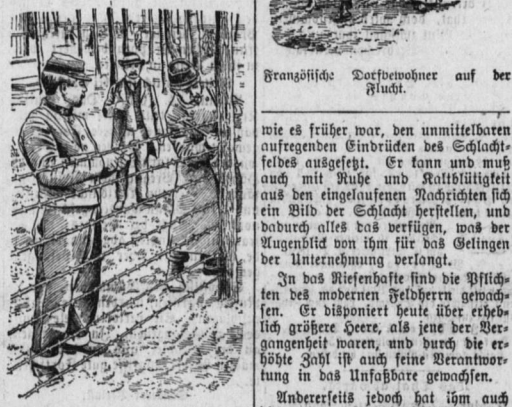 Französische Dorfbewohner auf der
Flucht.
wie es früher war, den unmittelbaren
aufregenden Eindrücken des Schlacht-
feldes ausgesetzt. Er kann und muß
auch mit Ruhe und Kaltblütigkeit
aus den eingelaufenen Nachrichten sich
ein Bild der Schlacht herstellen, und
dadurch alles das verfügen, was der
Augenblick von ihm für das Gelingen
der Unternehmung verlangt.
In das Riesenhafte sind die Pflich-
ten des modernen Feldherrn gewach-
sen. Er disponiert heute über erheb-
lich größere Heere, als jene der Ver-
gangenheit waren, und durch die er-
höhte Zahl ist auch seine Verantwor-
tung in das Unfaßbare gewachsen.
Andererseits jedoch hat ihm auch